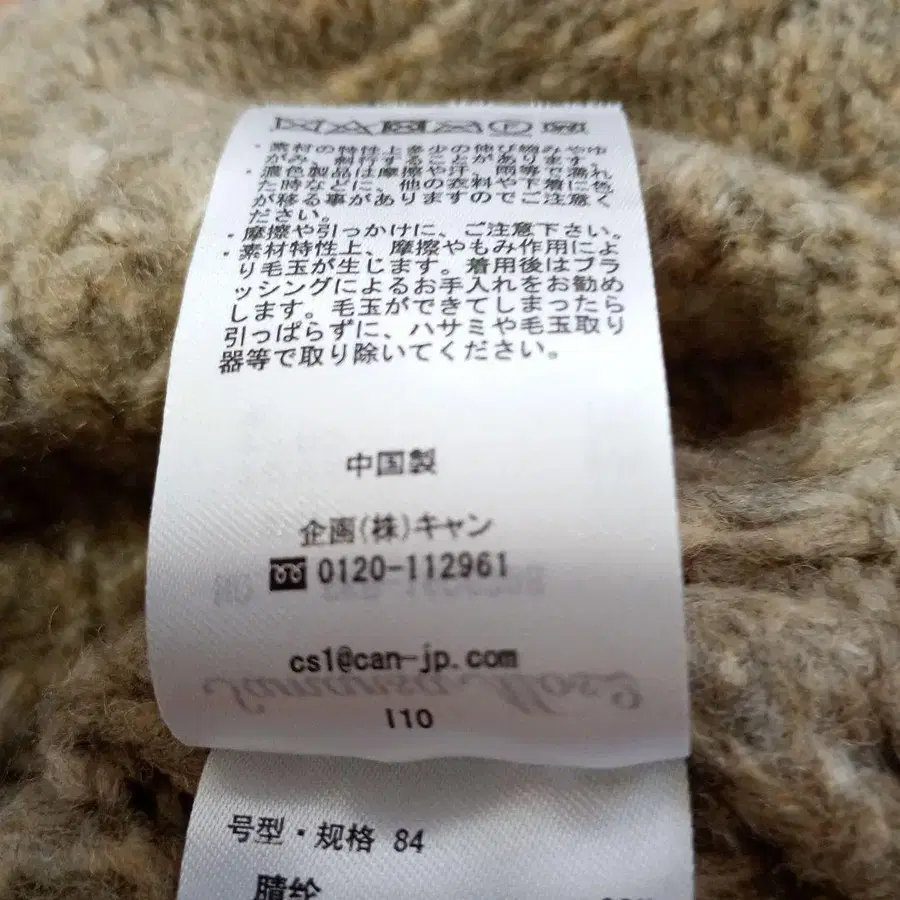 ・素材の特性上多少の伸び縮みやゆ
がみ、斜行することがあります。
・濃色製品は摩擦や汗、雨等で濡れ
た時などに、他の衣料や下着に色
が移る事がありますのでご注意く
ださい。
・摩擦や引っかけに、ご注意下さい。
・素材特性上、摩擦やもみ作用によ
り毛玉が生じます。着用後はブラ
ッシングによるお手入れをお勧め
します。毛玉ができてしまったら
引っぱらずに、ハサミや毛玉取り
器等で取り除いてください。
中国製
企画(株)キャン
0120-112961
cs1@can-jp.com
I10
号型・规格 84
腈纶